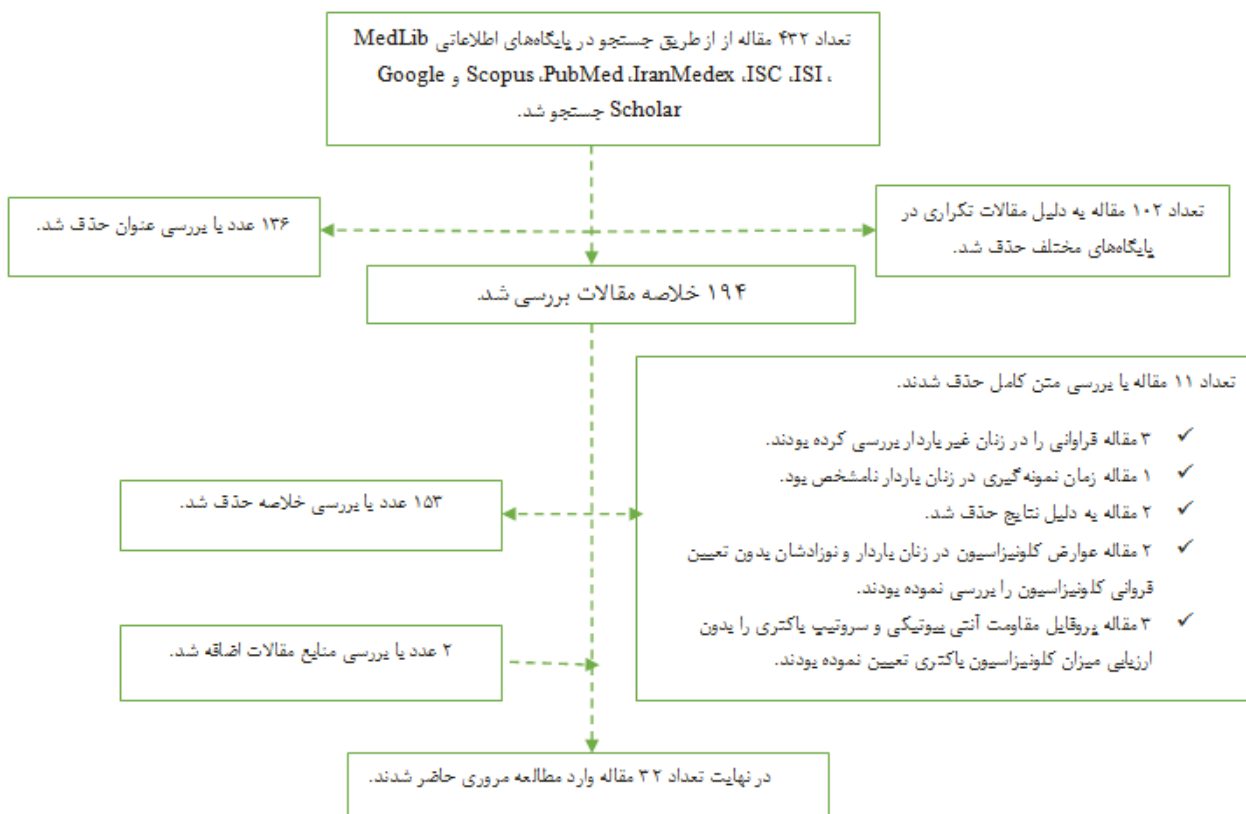 تعداد ۴۳۲ مقاله از از طریق جستجو در پایگاه‌های اطلاعاتی MedLib
، ISI، ISC، IranMedex، PubMed، Scopus و Google
Scholar جستجو شد.
تعداد ۱۰۲ مقاله به دلیل مقالات تکراری در
پایگاه‌های مختلف حذف شد.
۱۳۶ عدد با بررسی عنوان حذف شد.
۱۹۴ خلاصه مقالات بررسی شد.
تعداد ۱۱ مقاله با بررسی متن کامل حذف شدند.
✓ ۳ مقاله فراوانی را در زنان غیر باردار بررسی کرده بودند.
✓ ۱ مقاله زمان نمونه گیری در زنان باردار نامشخص بود.
✓ ۲ مقاله به دلیل نتایج حذف شد.
✓ ۲ مقاله عوارض کلونیزاسیون در زنان باردار و نوزادشان بدون تعیین
فروانی کلونیزاسیون را بررسی نموده بودند.
✓ ۳ مقاله پروفایل مقاومت آنتی بیوتیکی و سروتیپ باکتری را بدون
ارزیابی میزان کلونیزاسیون باکتری تعیین نموده بودند.
۱۵۳ عدد با بررسی خلاصه حذف شد.
۲ عدد با بررسی منابع مقالات اضافه شد.
در نهایت تعداد ۳۲ مقاله وارد مطالعه مروری حاضر شدند.